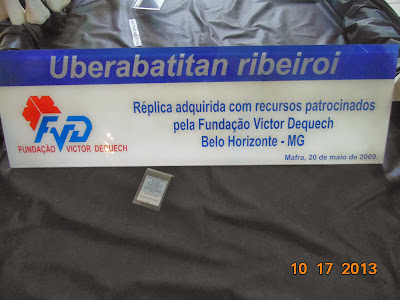 Uberabatitan ribeiroi
FVD
FUNDAÇÃO VICTOR DEQUECH
Réplica adquirida com recursos patrocinados
pela Fundação Victor Dequech
Belo Horizonte - MG
Mafra, 20 de maio de 2009.
10 17 2013